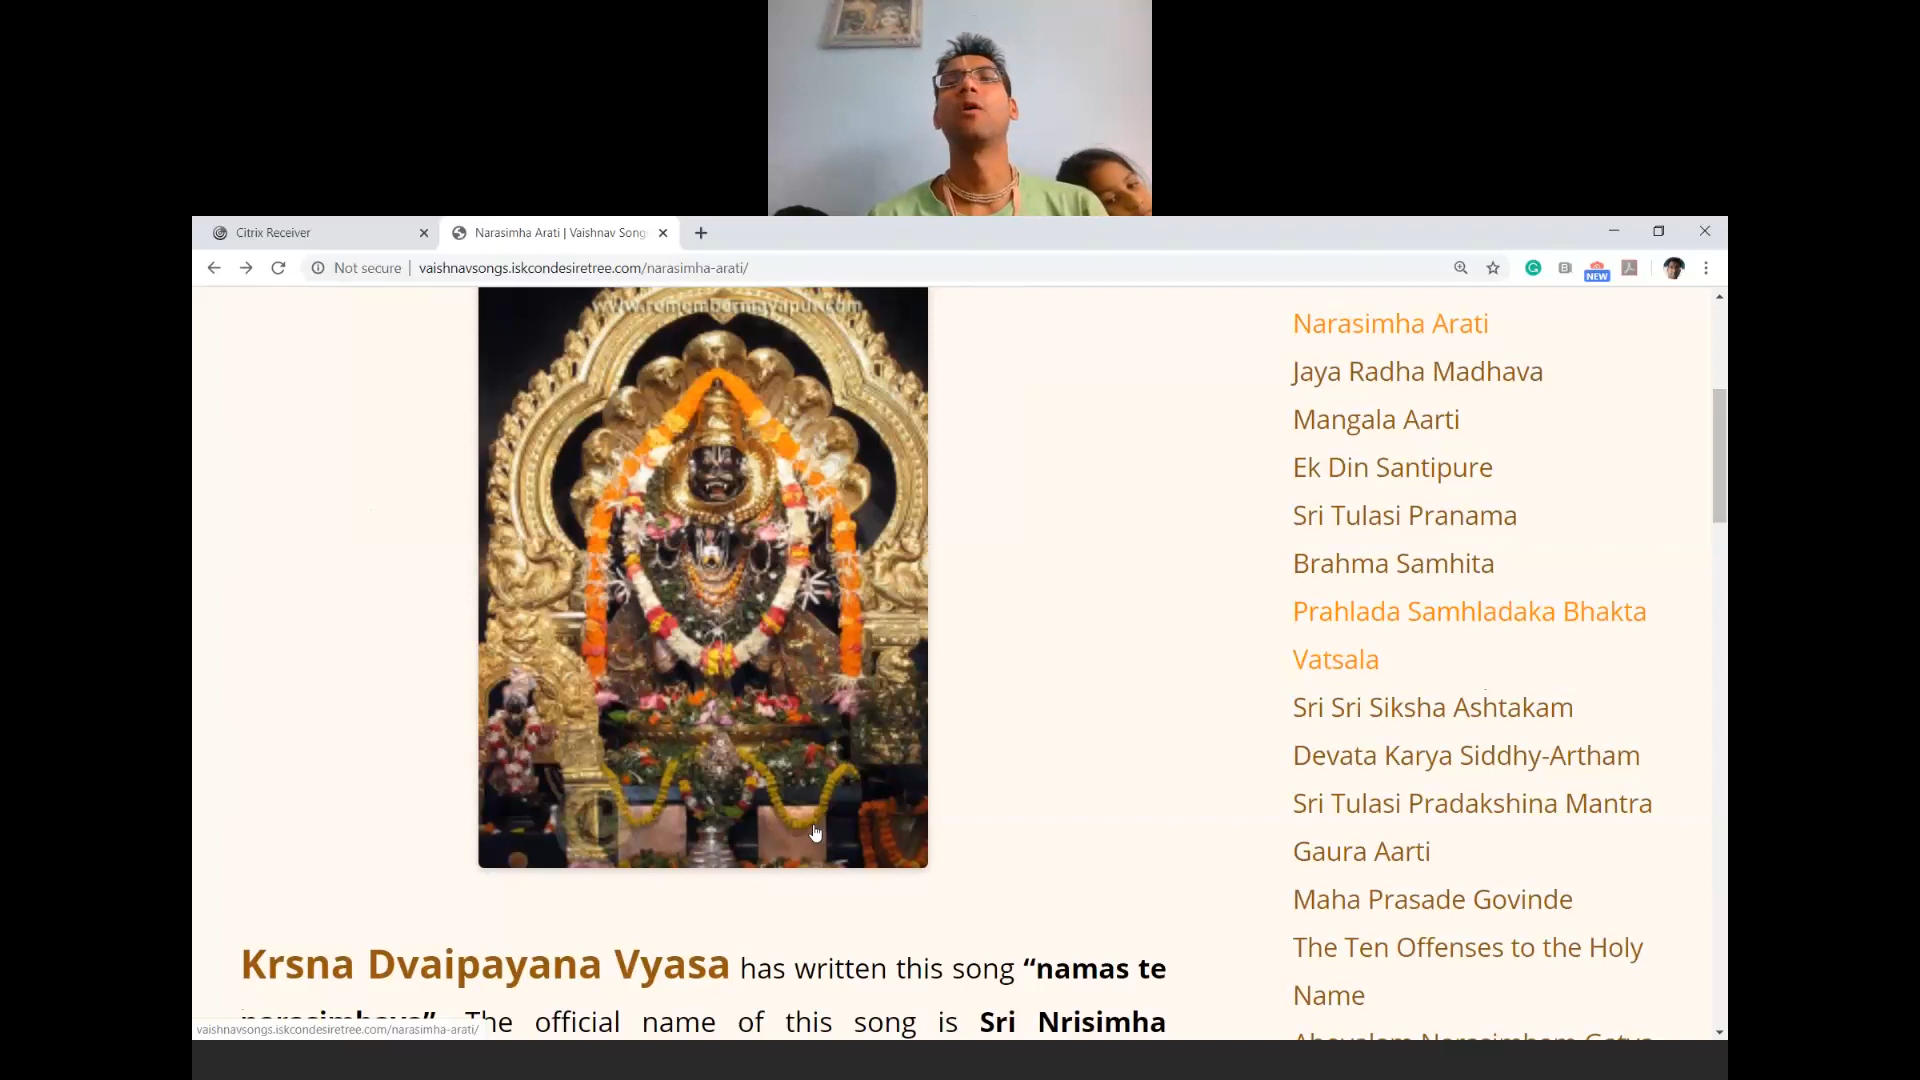 Citrix Receiver
Narasimha Arati | Vaishnav Song
Not secure | vaishnavsongs.iskcondesiretree.com/narasimha-arati/
NEW
www.remembermayapur.com
Narasimha Arati
Jaya Radha Madhava
Mangala Aarti
Ek Din Santipure
Sri Tulasi Pranama
Brahma Samhita
Prahlada Samhladaka Bhakta
Vatsala
Sri Sri Siksha Ashtakam
Devata Karya Siddhy-Artham
Sri Tulasi Pradakshina Mantra
Gaura Aarti
Maha Prasade Govinde
The Ten Offenses to the Holy
Name
Krsna Dvaipayana Vyasa has written this song “namas te
narasimhaya”. The official name of this song is Sri Nrisimha
vaishnavsongs.iskcondesiretree.com/narasimha-arati/